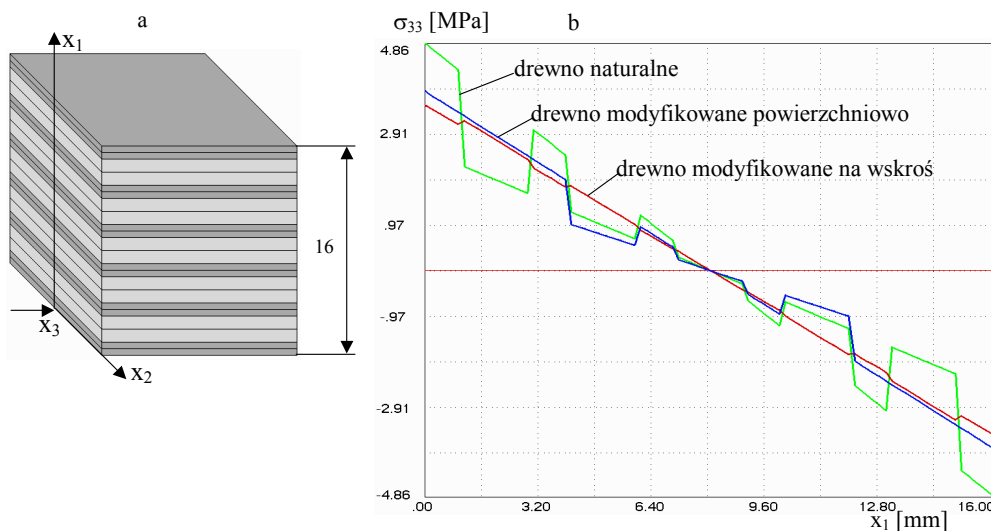 a
x₁
16
x₃
x₂
σ₃₃ [MPa]
b
4.86
2.91
.97
-.97
-2.91
-4.86
drewno naturalne
drewno modyfikowane powierzchniowo
drewno modyfikowane na wskroś
.00
3.20
6.40
9.60
12.80
16.00
x₁ [mm]